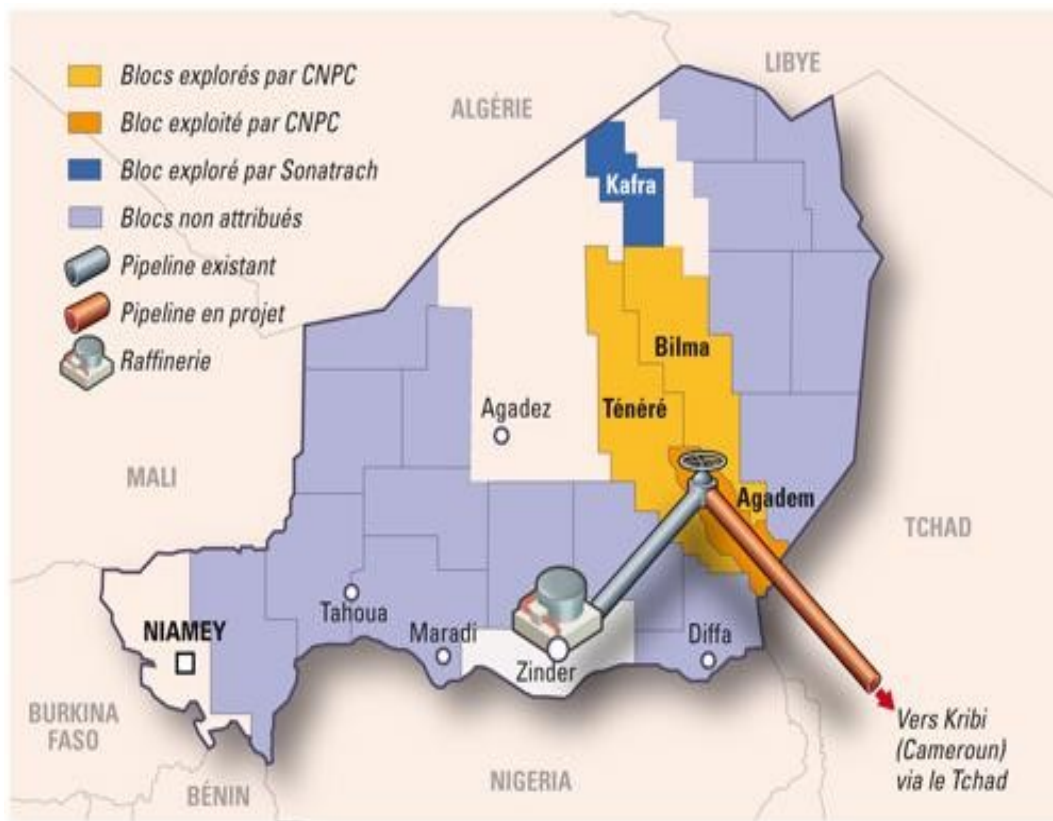 Blocs explorés par CNPC
Bloc exploité par CNPC
Bloc exploré par Sonatrach
Blocs non attribués
Pipeline existant
Pipeline en projet
Raffinerie
LIBYE
ALGÉRIE
Kafra
Bilma
Ténéré
Agadez
MALI
Agadem
TCHAD
Tahoua
NIAMEY
Maradi
Diffa
Zinder
BURKINA
FASO
BÉNIN
NIGERIA
Vers Kribi
(Cameroun)
via le Tchad